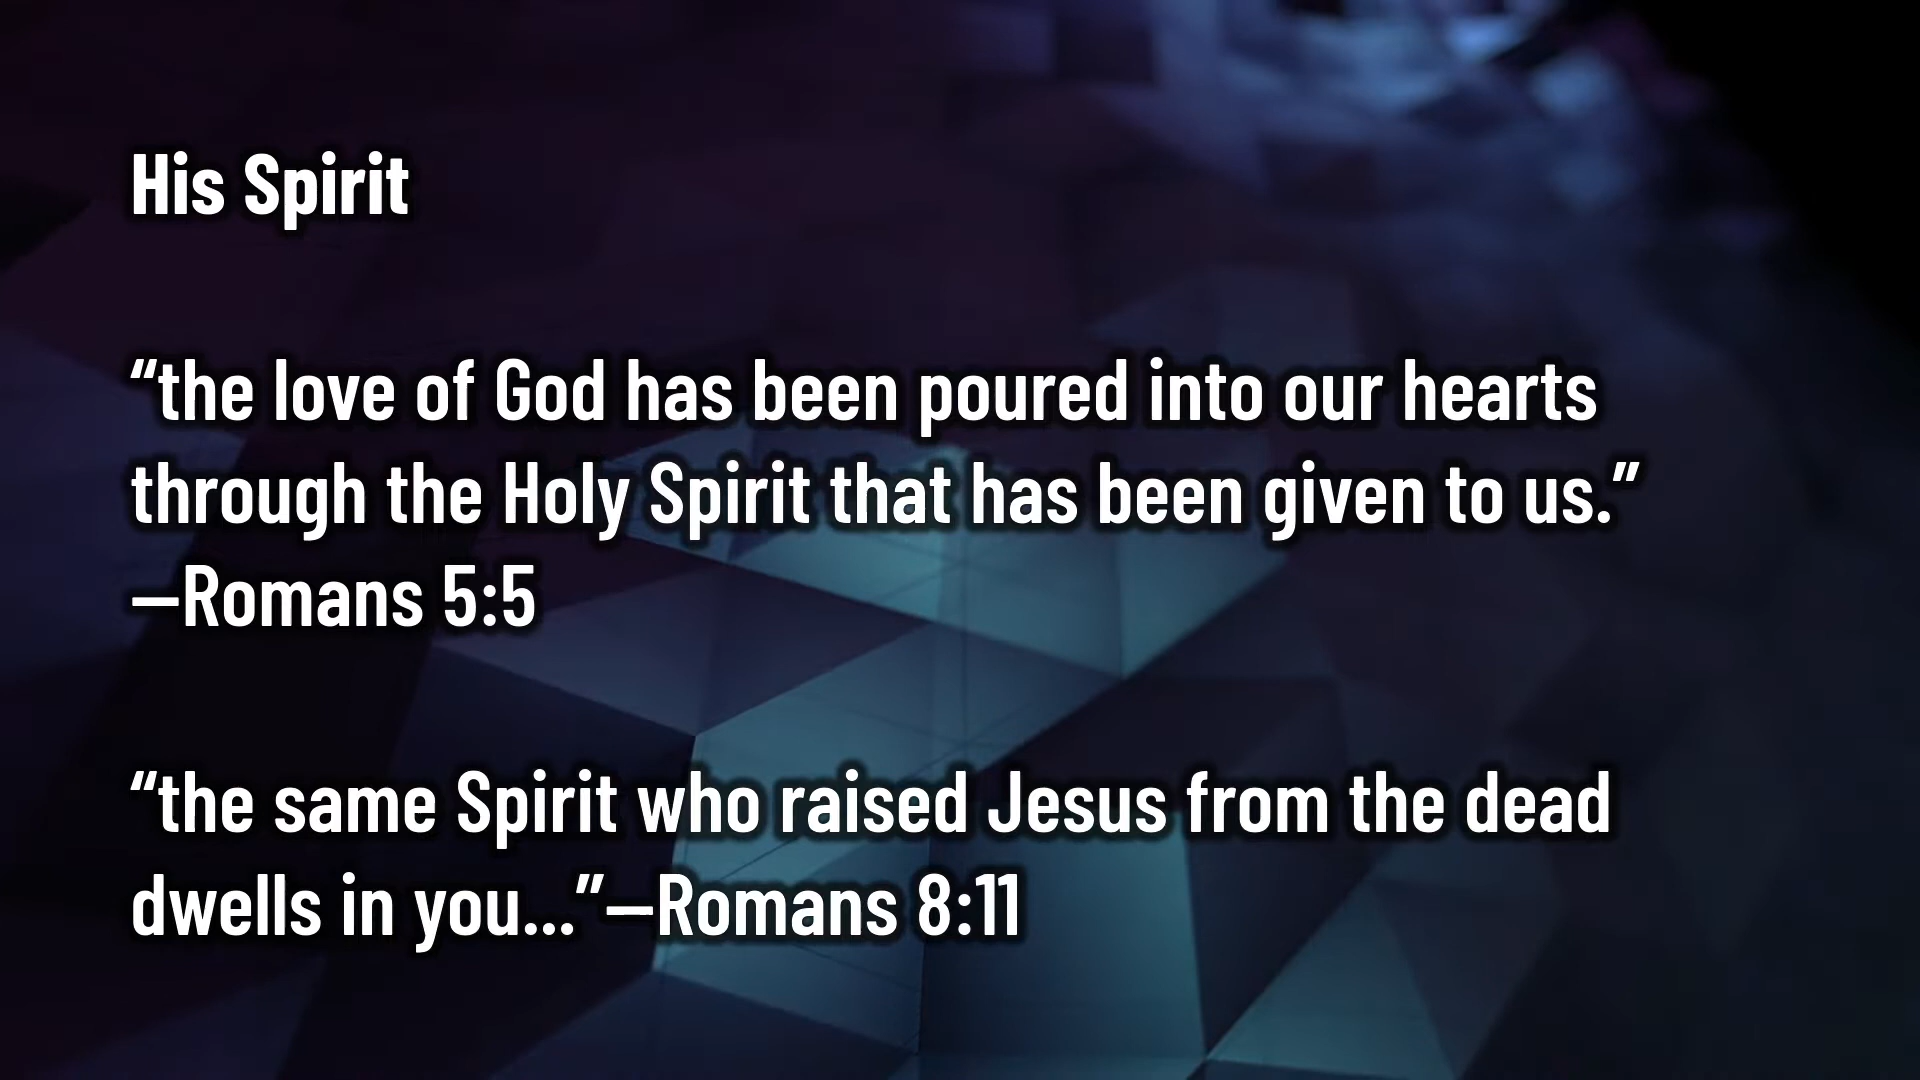 His Spirit
“the love of God has been poured into our hearts
through the Holy Spirit that has been given to us.”
—Romans 5:5
“the same Spirit who raised Jesus from the dead
dwells in you...”—Romans 8:11